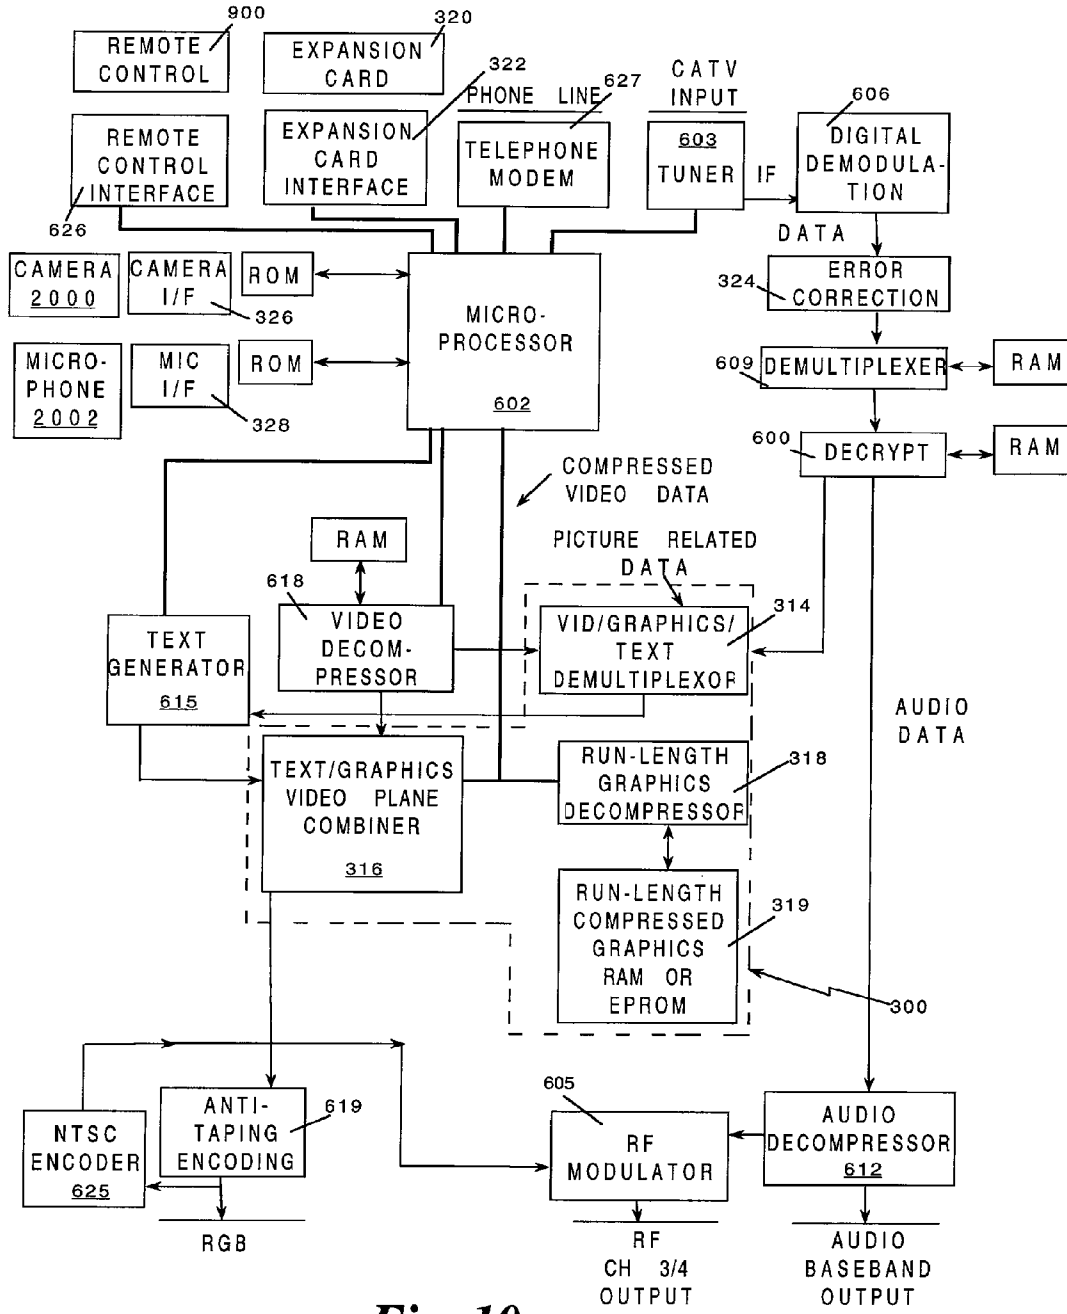 900
REMOTE
CONTROL
320
EXPANSION
CARD
322
PHONE LINE
627
CATV
INPUT
606
REMOTE
CONTROL
INTERFACE
626
EXPANSION
CARD
INTERFACE
TELEPHONE
MODEM
603
TUNER
IF
DIGITAL
DEMODULA-
TION
DATA
CAMERA
2000
CAMERA
I/F
326
ROM
MICRO-
PROCESSOR
602
324
ERROR
CORRECTION
MICRO-
PHONE
2002
MIC
I/F
328
ROM
609
DEMULTIPLEXER
RAM
600
DECRYPT
RAM
COMPRESSED
VIDEO DATA
RAM
PICTURE RELATED
DATA
618
VIDEO
DECOM-
PRESSOR
314
VID/GRAPHICS/
TEXT
DEMULTIPLEXOR
TEXT
GENERATOR
615
AUDIO
DATA
TEXT/GRAPHICS
VIDEO PLANE
COMBINER
316
RUN-LENGTH
GRAPHICS
DECOMPRESSOR
318
RUN-LENGTH
COMPRESSED
GRAPHICS
RAM OR
EPROM
319
300
NTSC
ENCODER
625
ANTI-
TAPING
ENCODING
619
605
RF
MODULATOR
AUDIO
DECOMPRESSOR
612
RGB
RF
CH 3/4
OUTPUT
AUDIO
BASEBAND
OUTPUT
Fig. 10